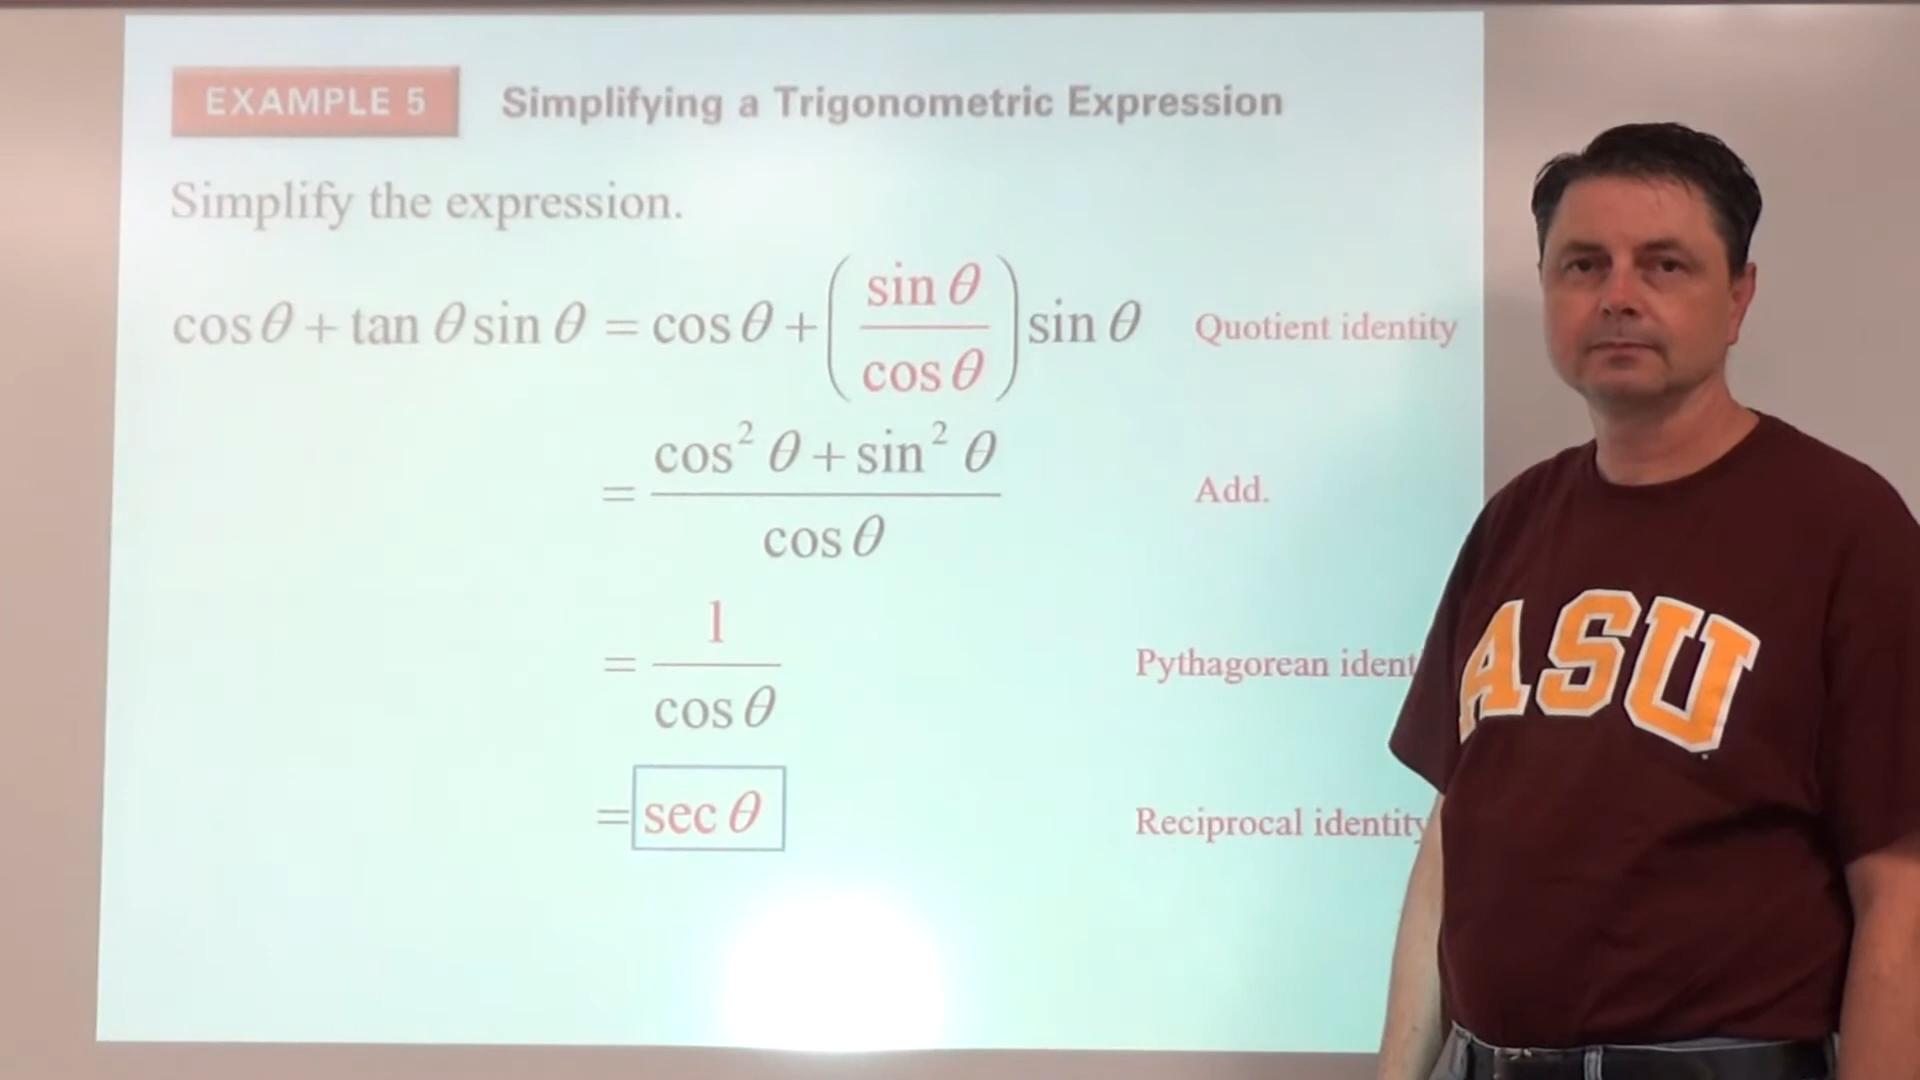 EXAMPLE 5 Simplifying a Trigonometric Expression
Simplify the expression.
cos θ + tan θ sin θ = cos θ + (sin θ / cos θ) sin θ Quotient identity
= cos² θ + sin² θ / cos θ Add.
= 1 / cos θ Pythagorean ident
= sec θ Reciprocal identity
ASU